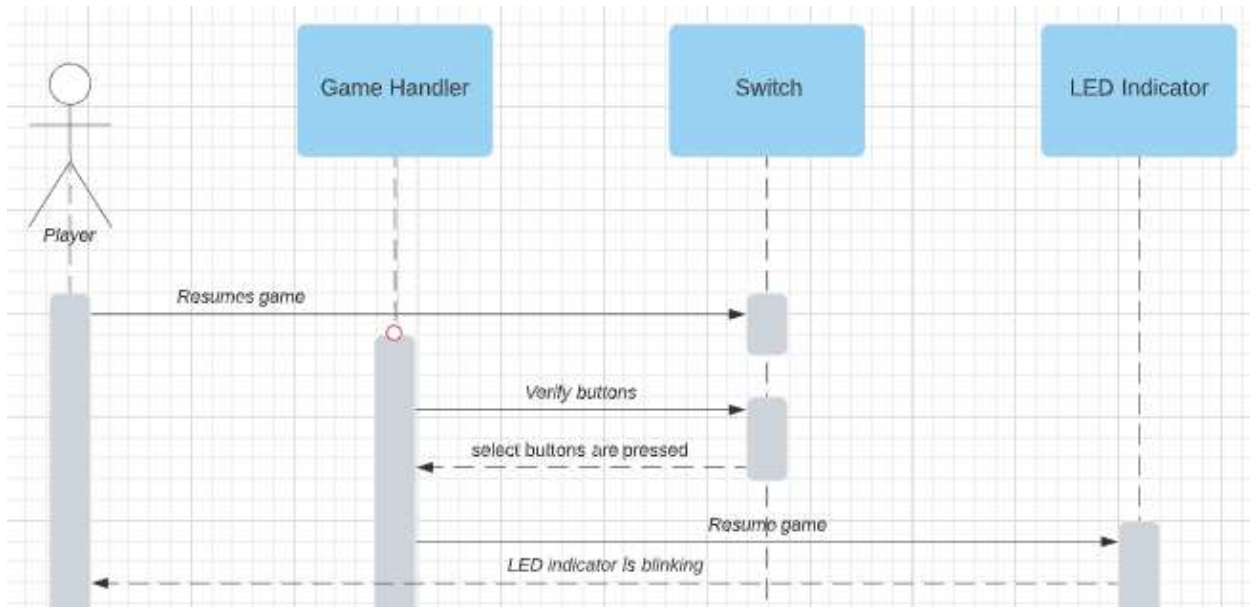 Game Handler
Switch
LED Indicator
Player
Resumes game
Verify buttons
select buttons are pressed
Resume game
LED indicator is blinking